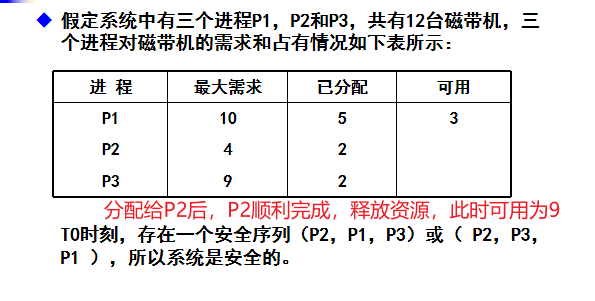 假定系统中有三个进程P1，P2和P3，共有12台磁带机，三
个进程对磁带机的需求和占有情况如下表所示：
进 程 最大需求 已分配 可用
P1 10 5 3
P2 4 2
P3 9 2
分配给P2后，P2顺利完成，释放资源，此时可用为9
T0时刻，存在一个安全序列（P2，P1，P3）或（ P2，P3，
P1 ），所以系统是安全的。